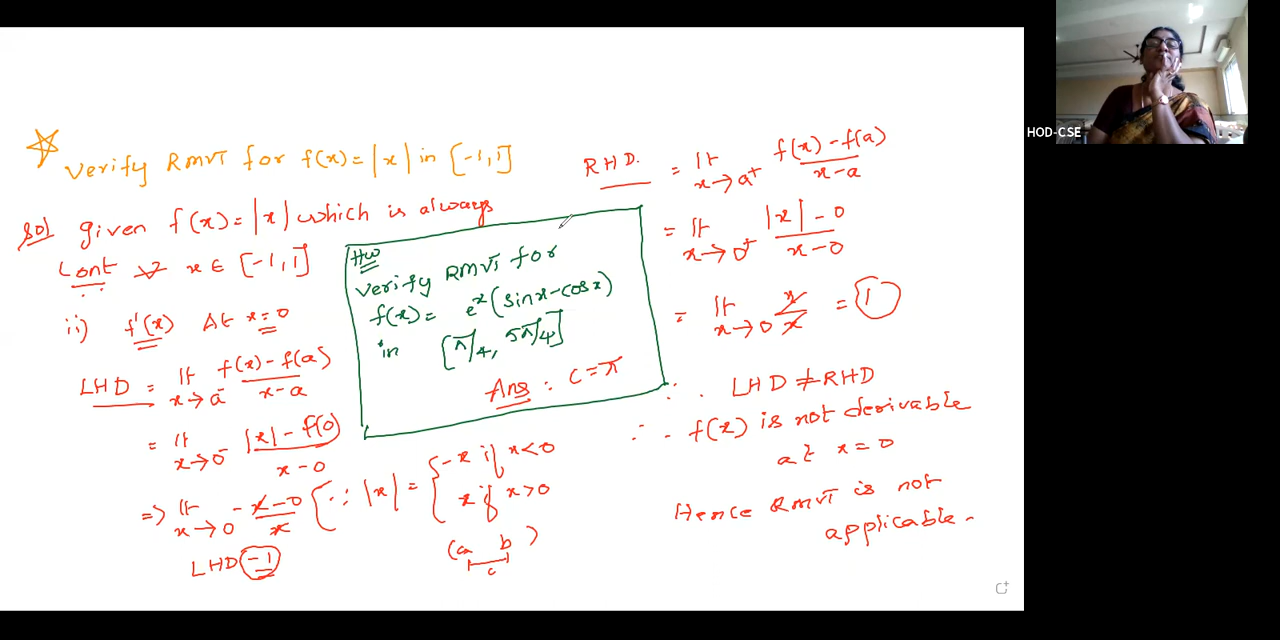 Verify RMVT for f(x) = |x| in [-1, 1]
Sol Given f(x) = |x| which is always
Cont ∀ x ∈ [-1, 1]
∵
ii) f'(x) At x = 0
LHD = lt x→a⁻ f(x) - f(a) / x - a
= lt x→0⁻ |x| - f(0) / x - 0
=> lt x→0 -x - 0 / x { ∵ |x| = { -x if x < 0
x if x > 0
LHD -1
(a b)
c
HW
Verify RMVT for
f(x) = eˣ (sinx - cosx)
in [π/4, 5π/4]
Ans : c = π
RHD. = lt x→a⁺ f(x) - f(a) / x - a
= lt x→0⁺ |x| - 0 / x - 0
= lt x→0 x / x = 1
∴ LHD ≠ RHD
∴ f(x) is not derivable
at x = 0
Hence RMVT is not
applicable.
HOD-CSE